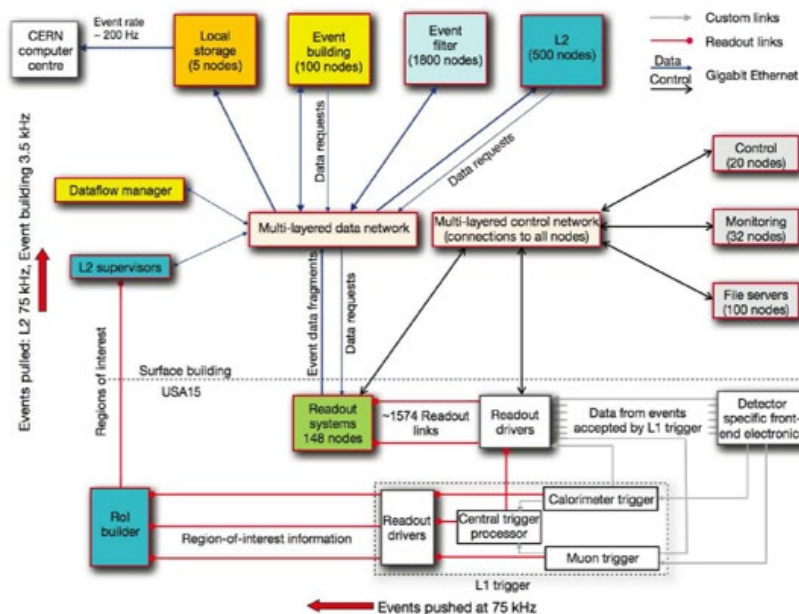 CERN
computer
centre
Event rate
~ 200 Hz
Local
storage
(5 nodes)
Event
building
(100 nodes)
Event
filter
(1800 nodes)
L2
(500 nodes)
Custom links
Readout links
Data
Control
Gigabit Ethernet
Data requests
Data requests
Control
(20 nodes)
Monitoring
(32 nodes)
File servers
(100 nodes)
Dataflow manager
L2 supervisors
Multi-layered data network
Multi-layered control network
(connections to all nodes)
Events pulled: L2 75 kHz, Event building 3.5 kHz
Regions of interest
Event data fragments
Data requests
Surface building
USA15
Readout
systems
148 nodes
~1574 Readout
links
Readout
drivers
Data from events
accepted by L1 trigger
Detector
specific front-
end electronic
RoI
builder
Region-of-interest information
Readout
drivers
Central trigger
processor
Calorimeter trigger
Muon trigger
L1 trigger
Events pushed at 75 kHz